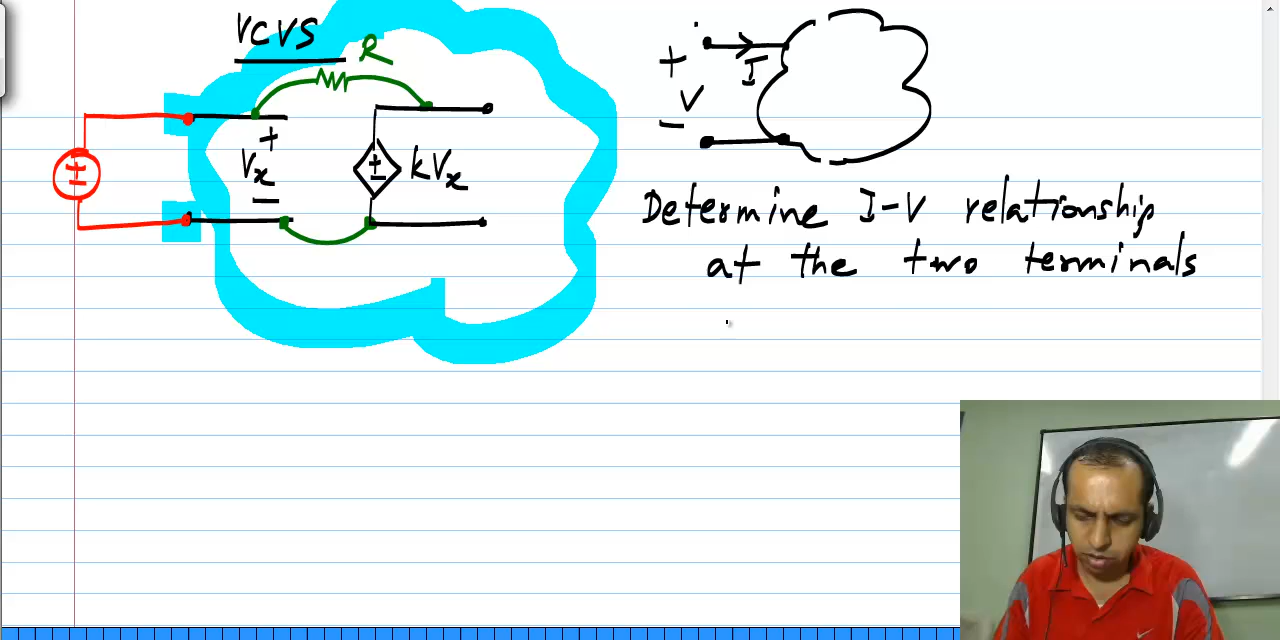 VCVS
R
+
Vx
−
+
−
kVx
+
V
−
I
Determine I-V relationship
at the two terminals